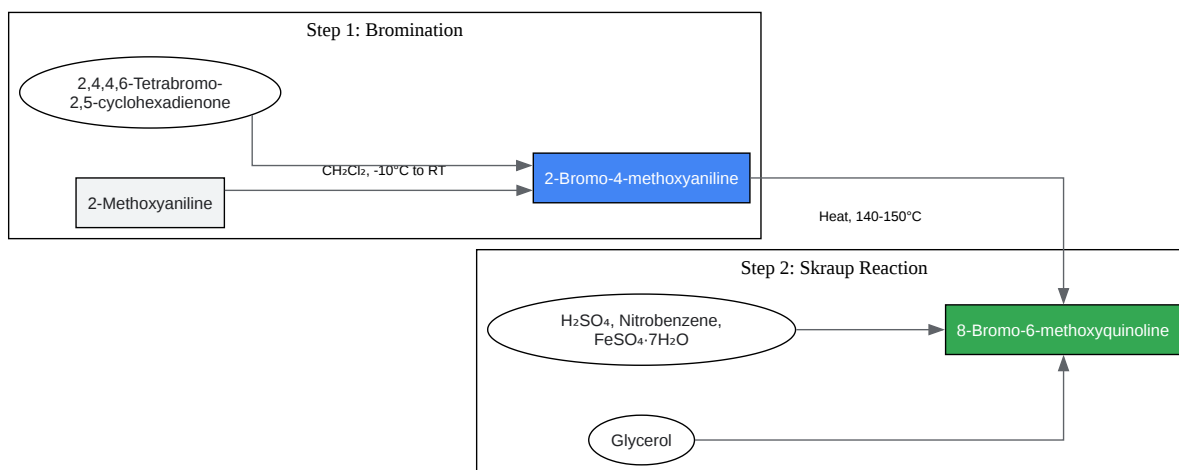 Step 1: Bromination
2,4,4,6-Tetrabromo-
2,5-cyclohexadienone
CH₂Cl₂, -10°C to RT
2-Bromo-4-methoxyaniline
2-Methoxyaniline
Heat, 140-150°C
Step 2: Skraup Reaction
H₂SO₄, Nitrobenzene,
FeSO₄·7H₂O
8-Bromo-6-methoxyquinoline
Glycerol